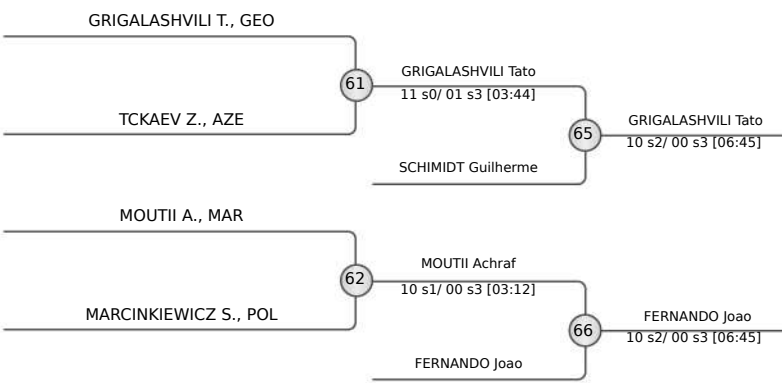 GRIGALASHVILI T., GEO
61
GRIGALASHVILI Tato
11 s0/ 01 s3 [03:44]
TCKAEV Z., AZE
65
GRIGALASHVILI Tato
10 s2/ 00 s3 [06:45]
SCHIMIDT Guilherme
MOUTII A., MAR
62
MOUTII Achraf
10 s1/ 00 s3 [03:12]
MARCINKIEWICZ S., POL
66
FERNANDO Joao
10 s2/ 00 s3 [06:45]
FERNANDO Joao